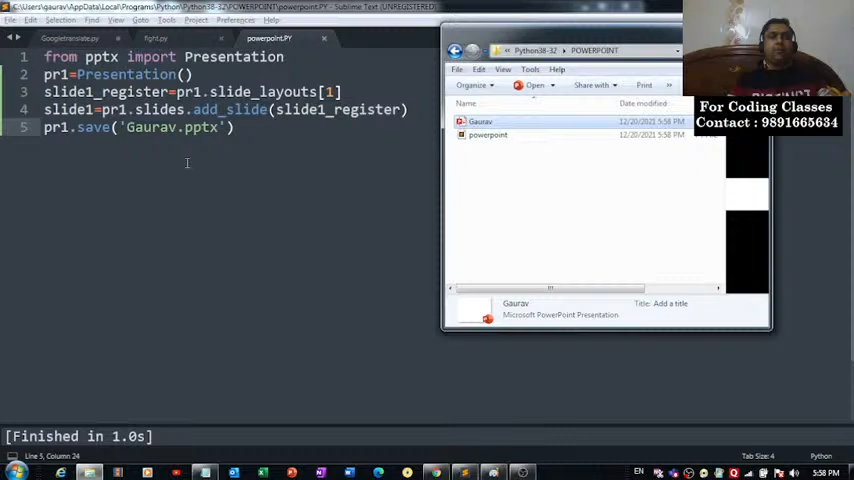 C:\Users\gaurav\AppData\Local\Programs\Python\Python38-32\POWERPOINT\powerpoint.PY - Sublime Text (UNREGISTERED)
File Edit Selection Find View Goto Tools Project Preferences Help
Googletranslate.py
fight.py
powerpoint.PY
1 from pptx import Presentation
2 pr1=Presentation()
3 slide1_register=pr1.slide_layouts[1]
4 slide1=pr1.slides.add_slide(slide1_register)
5 pr1.save('Gaurav.pptx')
Python38-32 POWERPOINT
File Edit View Tools Help
Organize Open Share with Print
Name Date modified
Gaurav 12/20/2021 5:58 PM
powerpoint 12/20/2021 5:58 PM
Gaurav Title: Add a title
Microsoft PowerPoint Presentation
For Coding Classes
Contact : 9891665634
[Finished in 1.0s]
Line 5, Column 24 Tab Size: 4 Python
EN 5:58 PM